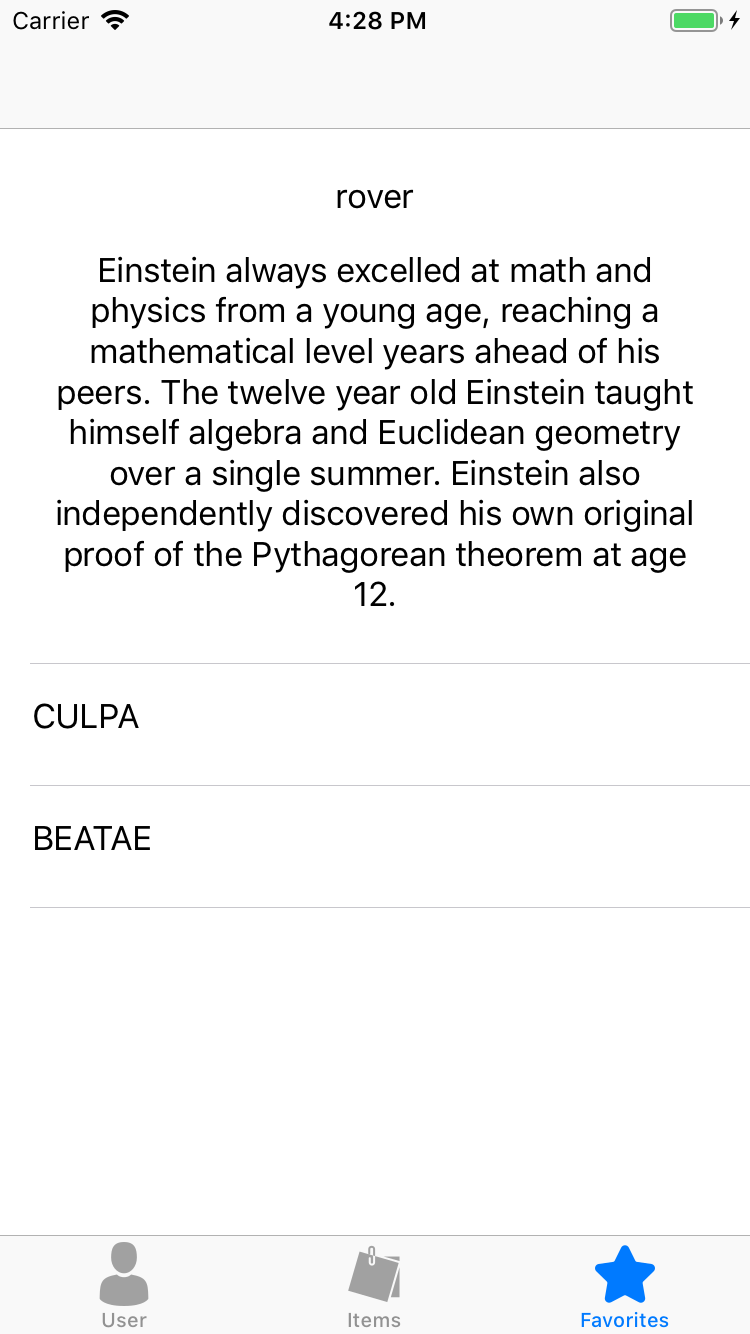 Carrier 4:28 PM
rover
Einstein always excelled at math and
physics from a young age, reaching a
mathematical level years ahead of his
peers. The twelve year old Einstein taught
himself algebra and Euclidean geometry
over a single summer. Einstein also
independently discovered his own original
proof of the Pythagorean theorem at age
12.
CULPA
BEATAE
User Items Favorites